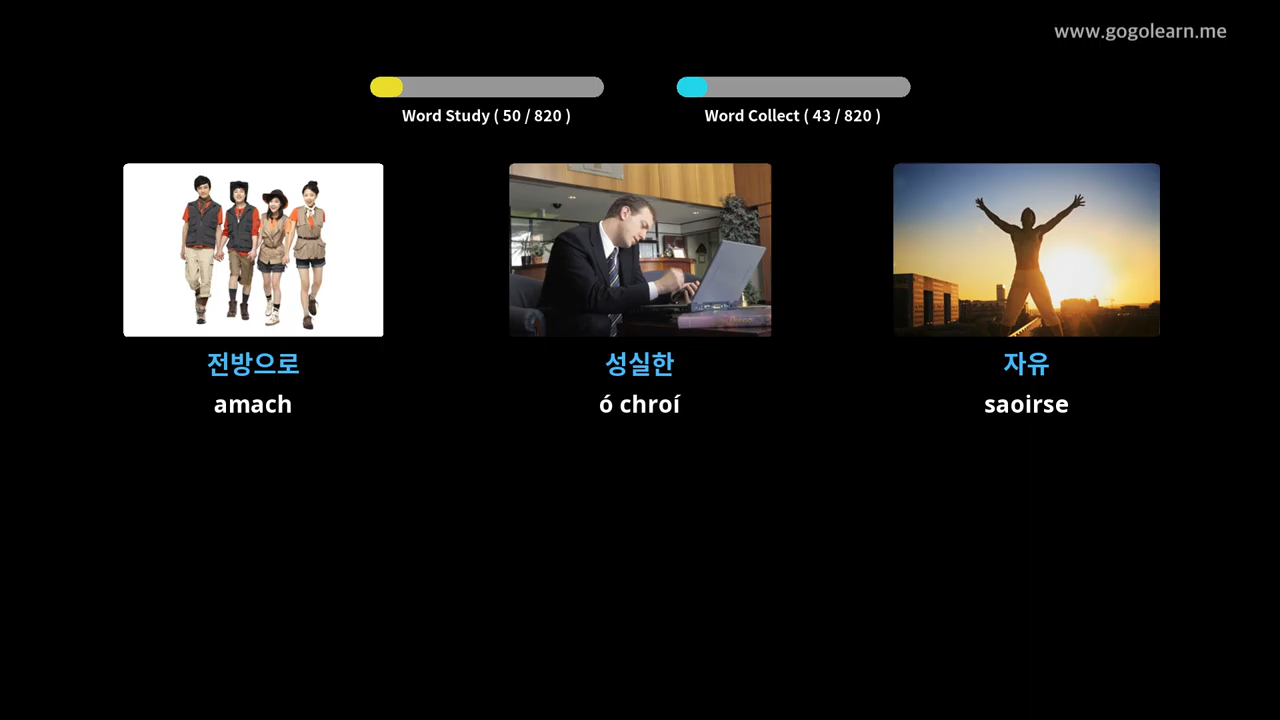 www.gogolearn.me
Word Study ( 50 / 820 )
Word Collect ( 43 / 820 )
전방으로
성실한
자유
amach
ó chroí
saoirse